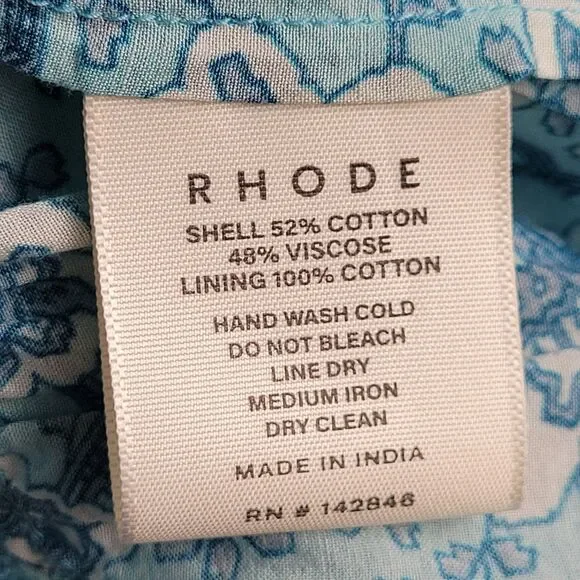 RHODE
SHELL 52% COTTON
48% VISCOSE
LINING 100% COTTON
HAND WASH COLD
DO NOT BLEACH
LINE DRY
MEDIUM IRON
DRY CLEAN
MADE IN INDIA
RN # 142846